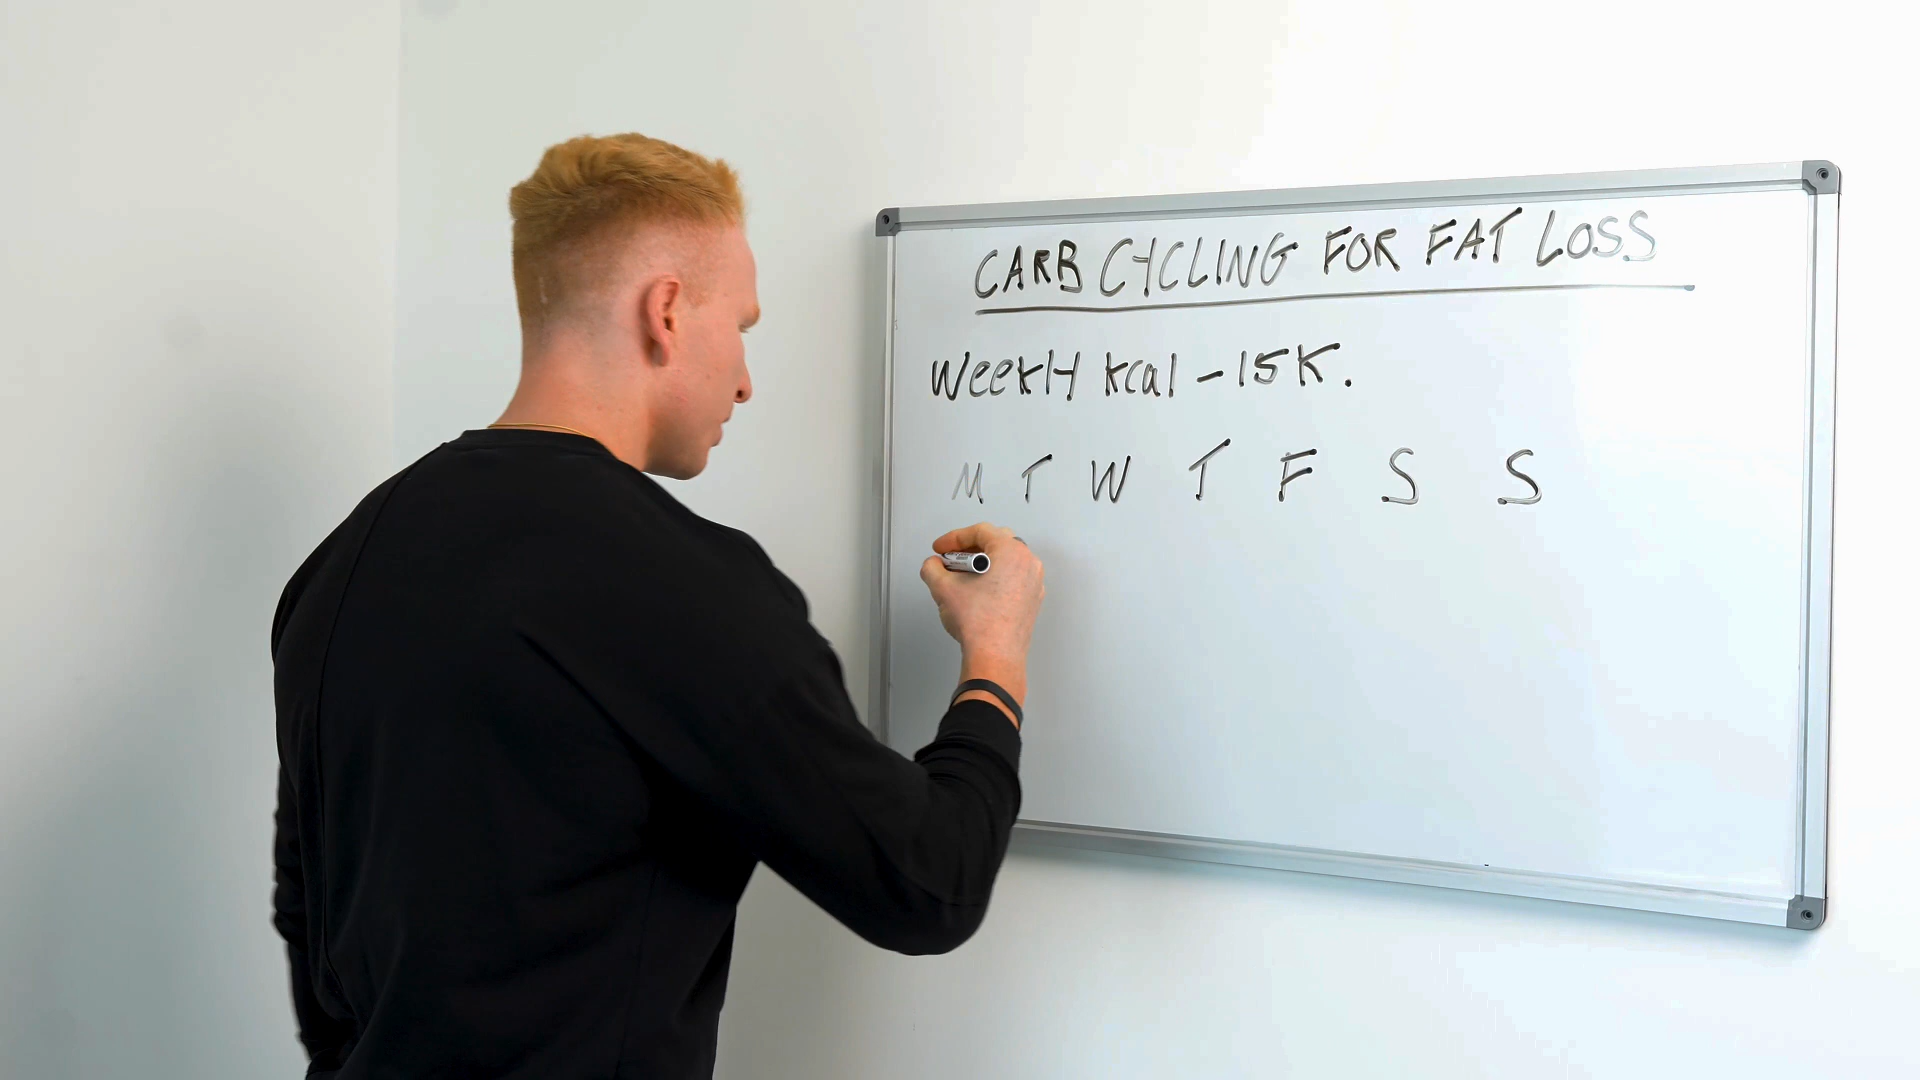 CARB CYCLING FOR FAT LOSS
Weekly kcal - 15K.
M T W T F S S